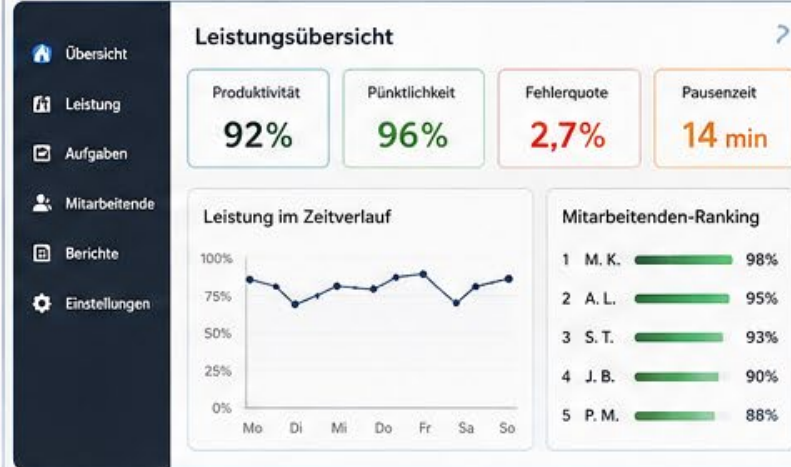 Übersicht
Leistung
Aufgaben
Mitarbeitende
Berichte
Einstellungen
Leistungsübersicht
Produktivität
92%
Pünktlichkeit
96%
Fehlerquote
2,7%
Pausenzeit
14 min
Leistung im Zeitverlauf
100%
75%
50%
25%
0%
Mo Di Mi Do Fr Sa So
Mitarbeitenden-Ranking
1 M. K. 98%
2 A. L. 95%
3 S. T. 93%
4 J. B. 90%
5 P. M. 88%